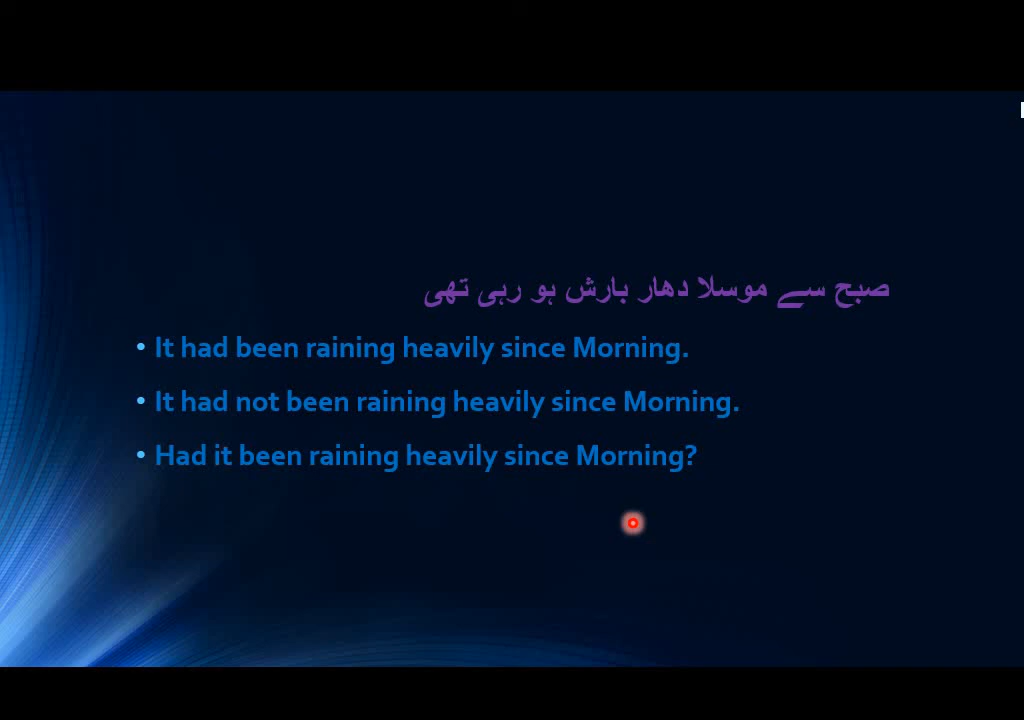 صبح سے موسلا دھار بارش ہو رہی تھی
• It had been raining heavily since Morning.
• It had not been raining heavily since Morning.
• Had it been raining heavily since Morning?